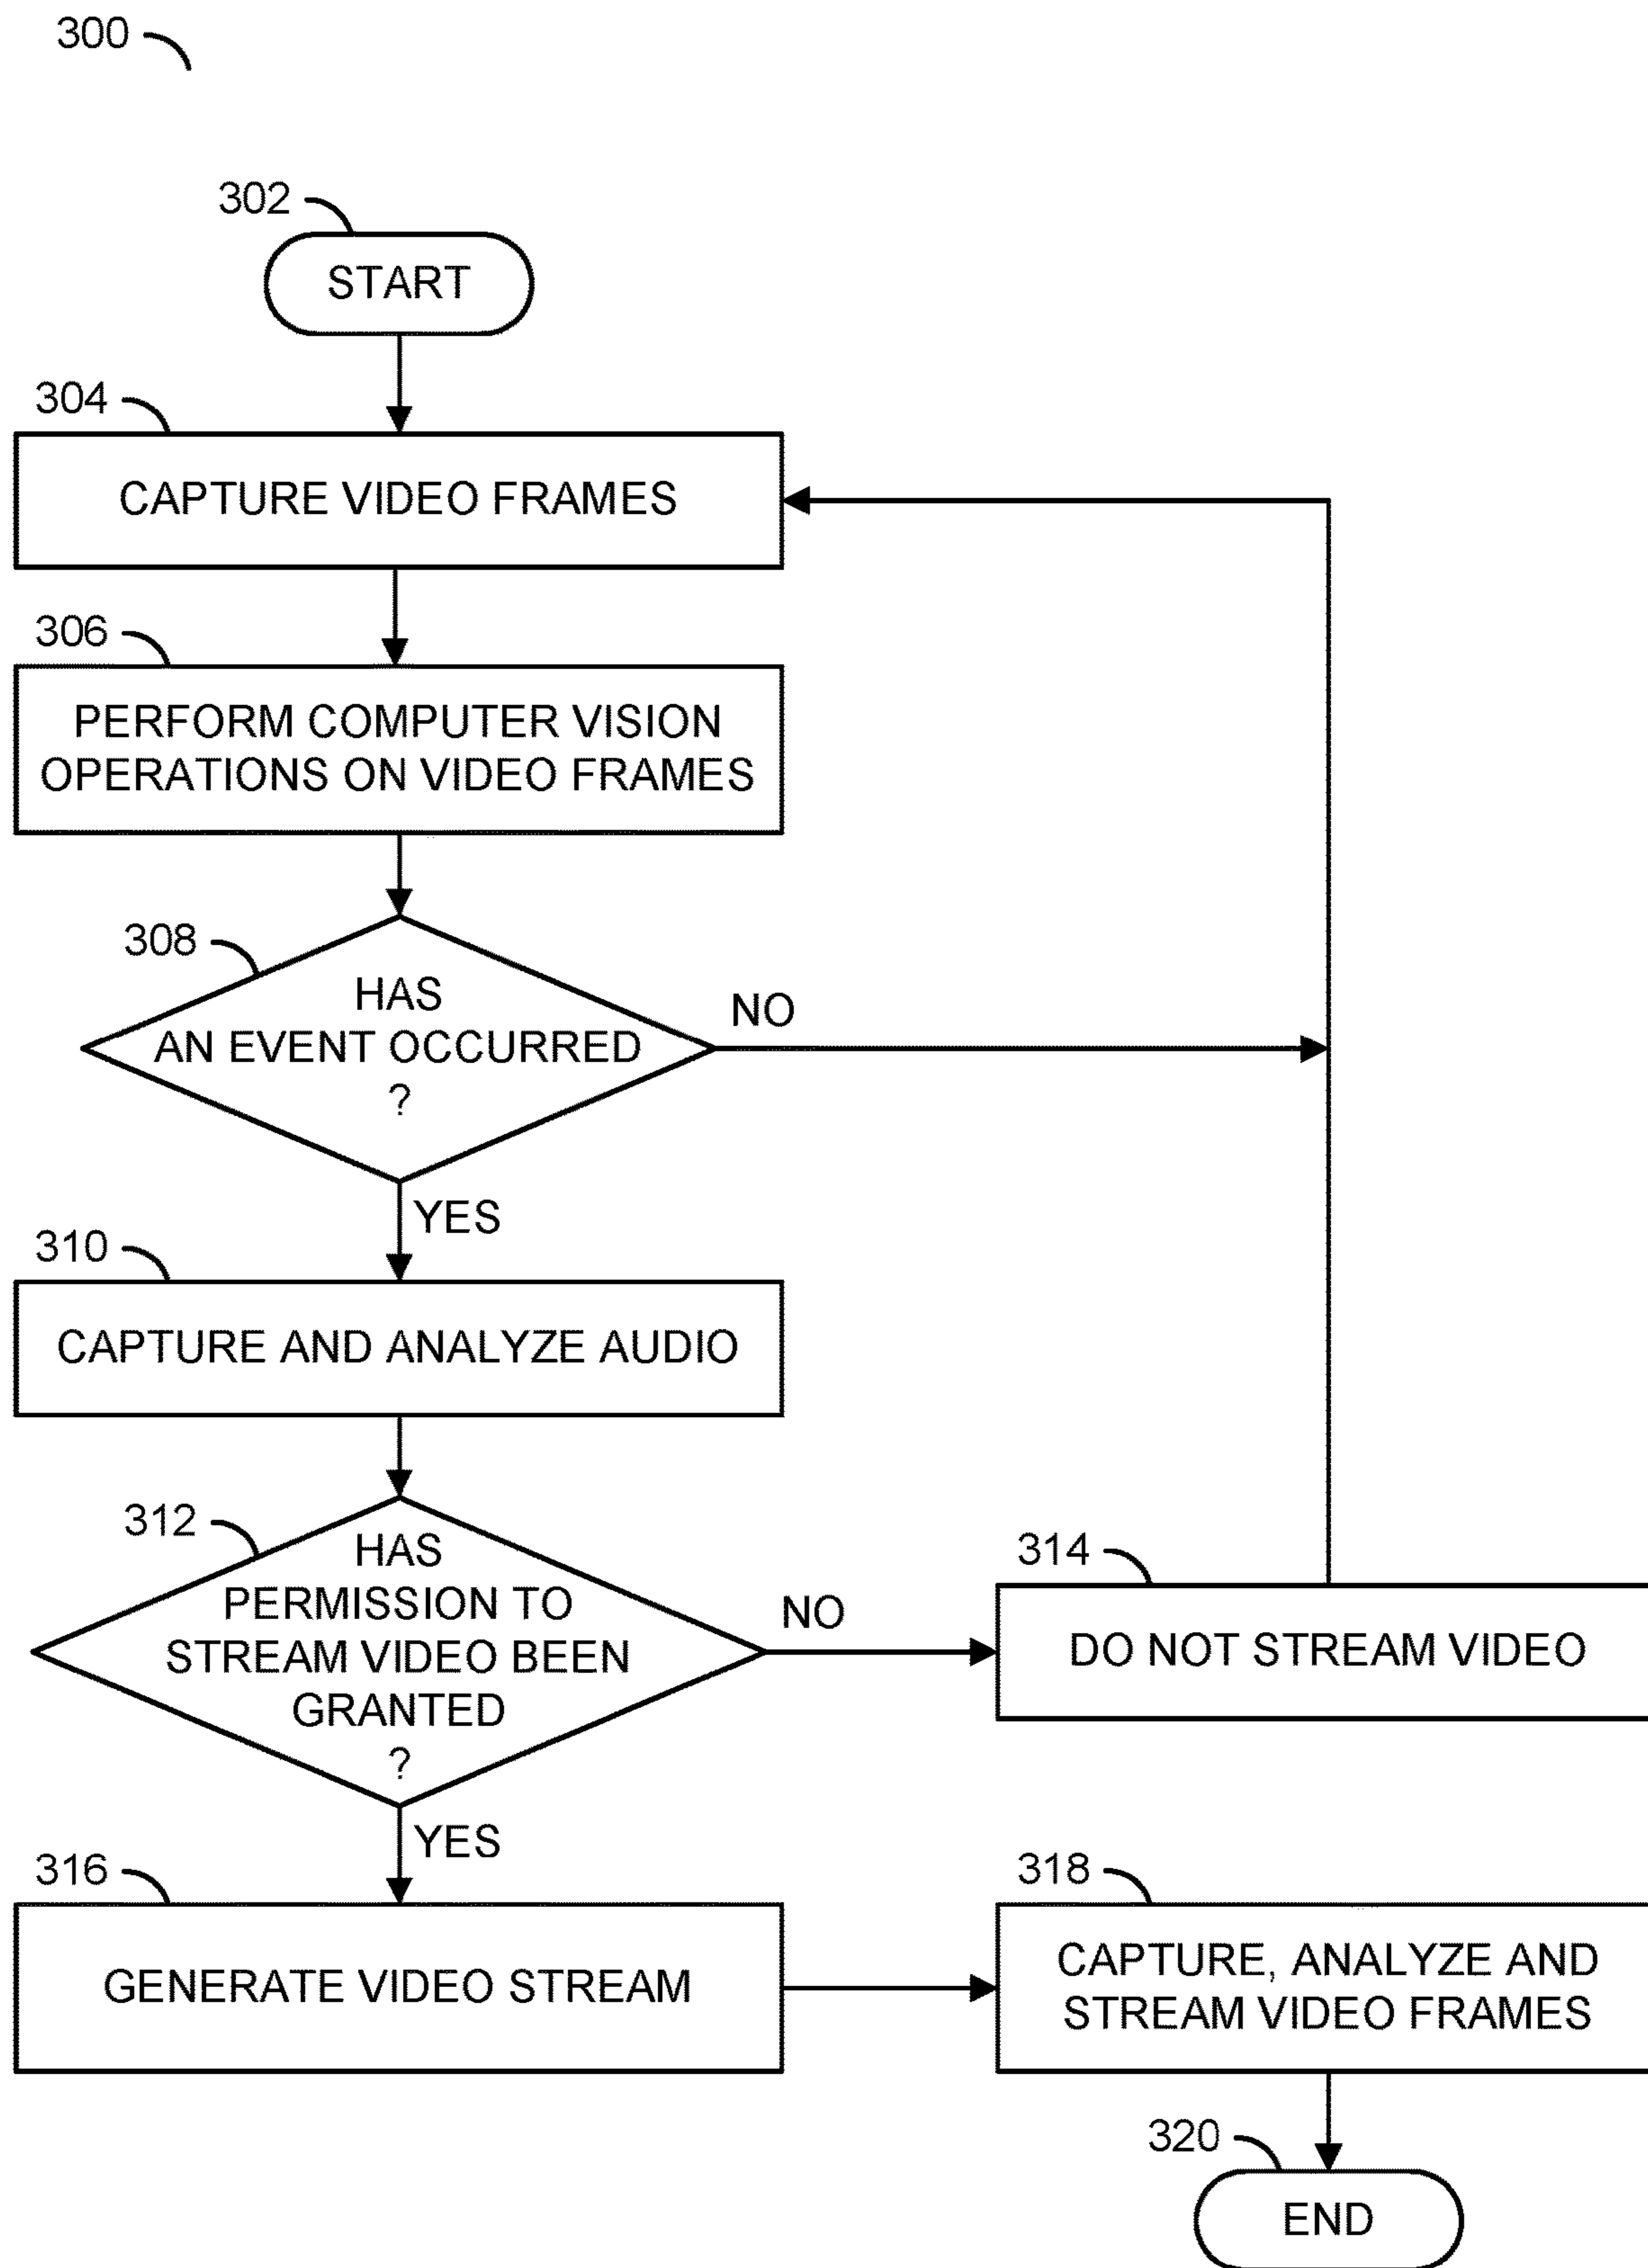 300
302
START
304
CAPTURE VIDEO FRAMES
306
PERFORM COMPUTER VISION
OPERATIONS ON VIDEO FRAMES
308
HAS
AN EVENT OCCURRED
?
NO
YES
310
CAPTURE AND ANALYZE AUDIO
312
HAS
PERMISSION TO
STREAM VIDEO BEEN
GRANTED
?
NO
314
DO NOT STREAM VIDEO
YES
316
GENERATE VIDEO STREAM
318
CAPTURE, ANALYZE AND
STREAM VIDEO FRAMES
320
END